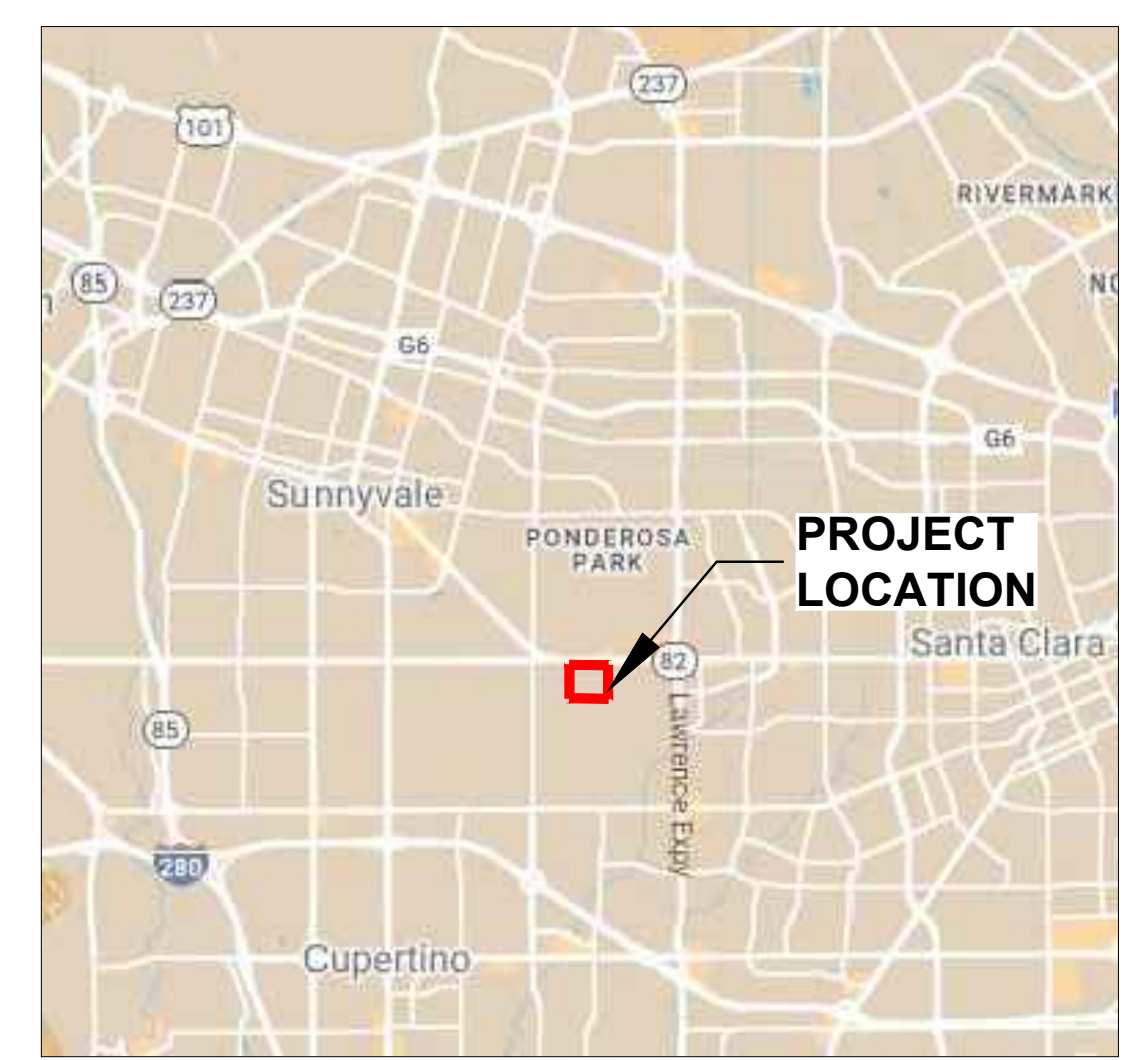 237
101
RIVERMARK
85
237
G6
G6
Sunnyvale
PONDEROSA
PARK
PROJECT
LOCATION
Santa Clara
82
Lawrence Expy
85
280
Cupertino